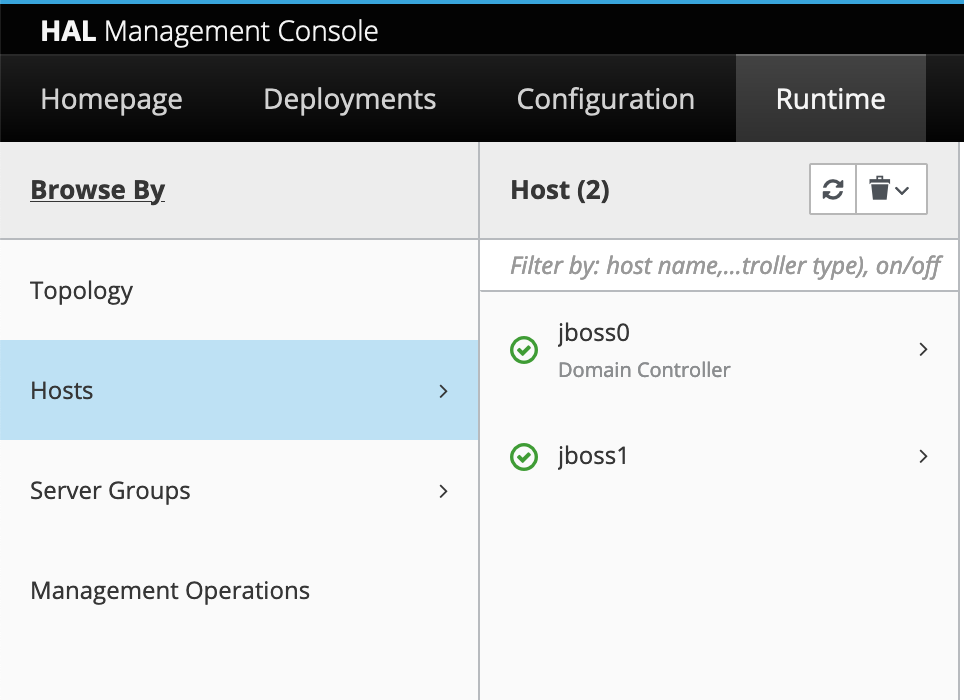 HAL Management Console
Homepage Deployments Configuration Runtime
Browse By
Topology
Hosts
Server Groups
Management Operations
Host (2)
Filter by: host name,...troller type), on/off
jboss0
Domain Controller
jboss1